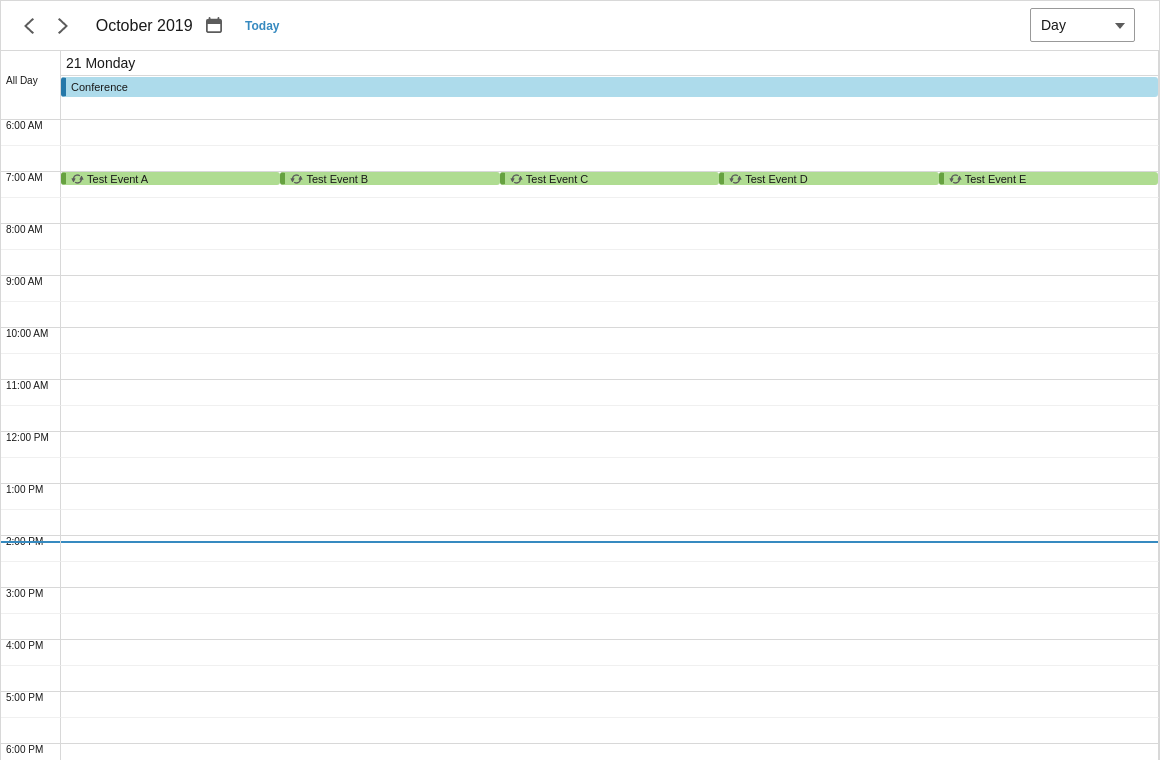 October 2019 Today Day
21 Monday
All Day Conference
6:00 AM
7:00 AM Test Event A Test Event B Test Event C Test Event D Test Event E
8:00 AM
9:00 AM
10:00 AM
11:00 AM
12:00 PM
1:00 PM
2:00 PM
3:00 PM
4:00 PM
5:00 PM
6:00 PM